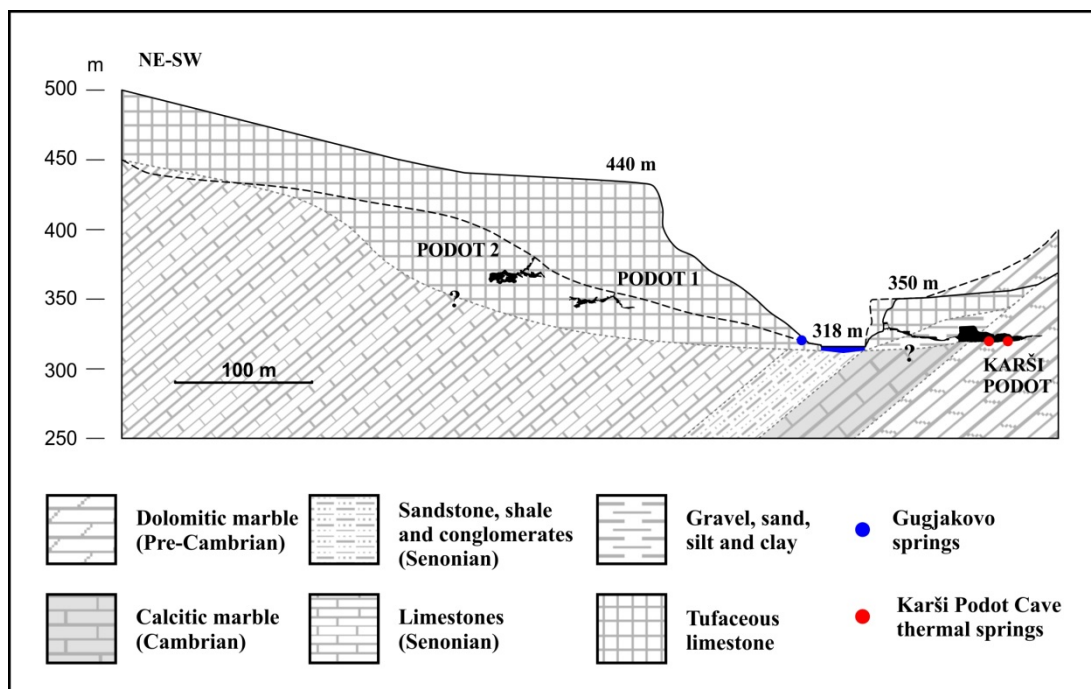 NE-SW
m
500
450
400
350
300
250
440 m
PODOT 2
PODOT 1
350 m
318 m
?
?
KARŠI
PODOT
100 m
Dolomitic marble
(Pre-Cambrian)
Sandstone, shale
and conglomerates
(Senonian)
Gravel, sand,
silt and clay
Gugjakovo
springs
Calcitic marble
(Cambrian)
Limestones
(Senonian)
Tufaceous
limestone
Karši Podot Cave
thermal springs